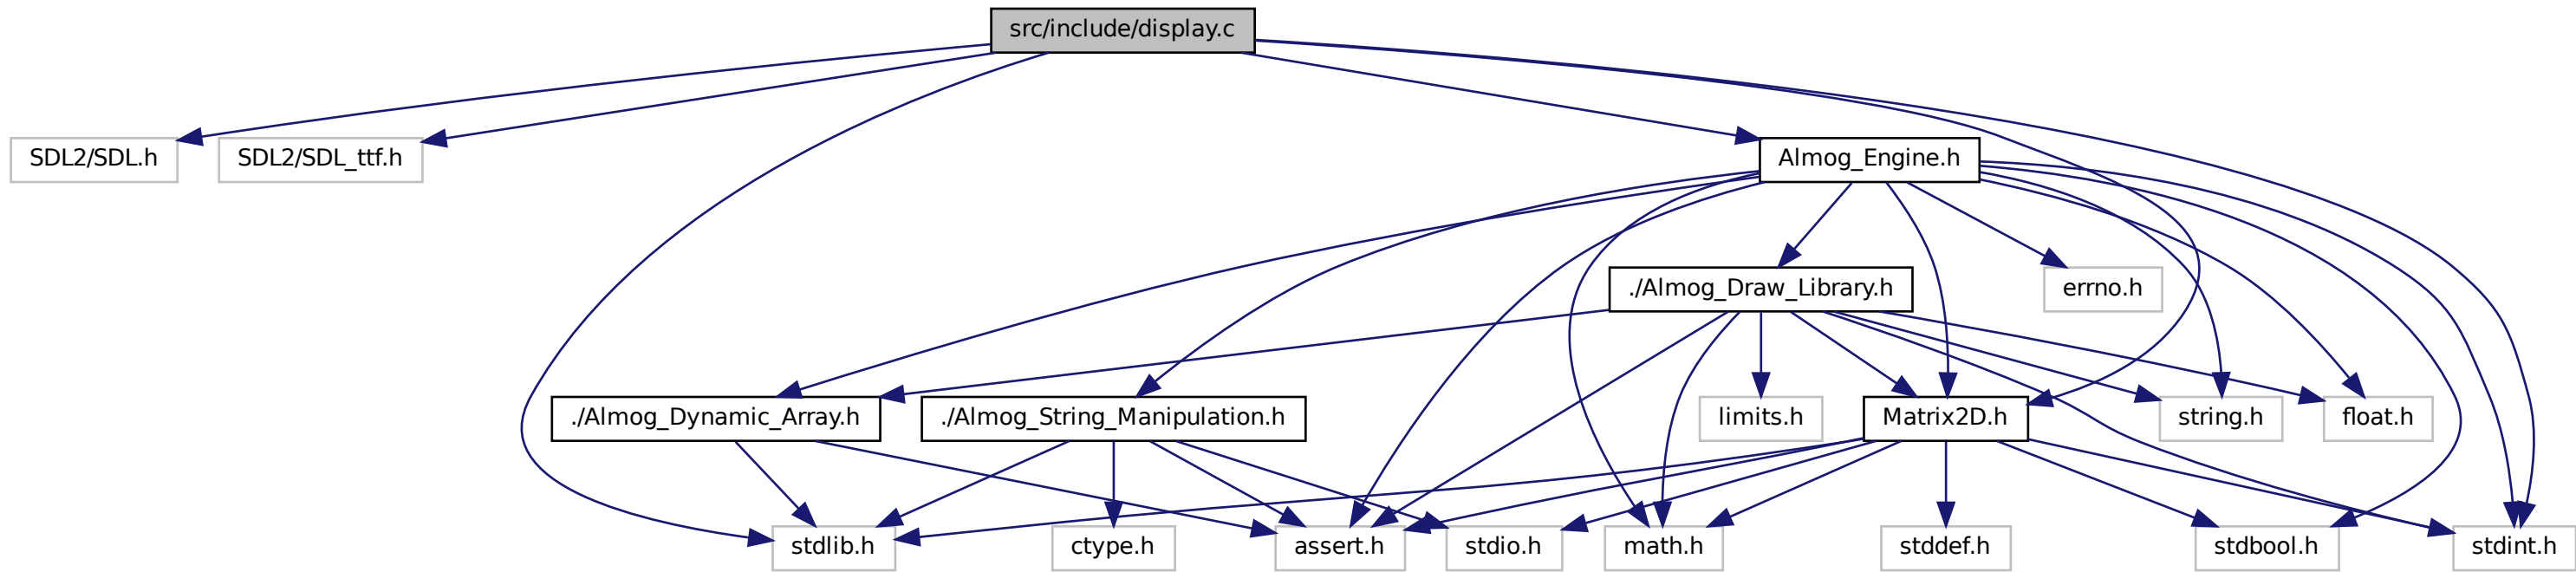 src/include/display.c
SDL2/SDL.h
SDL2/SDL_ttf.h
Almog_Engine.h
./Almog_Draw_Library.h
errno.h
./Almog_Dynamic_Array.h
./Almog_String_Manipulation.h
limits.h
Matrix2D.h
string.h
float.h
stdlib.h
ctype.h
assert.h
stdio.h
math.h
stddef.h
stdbool.h
stdint.h